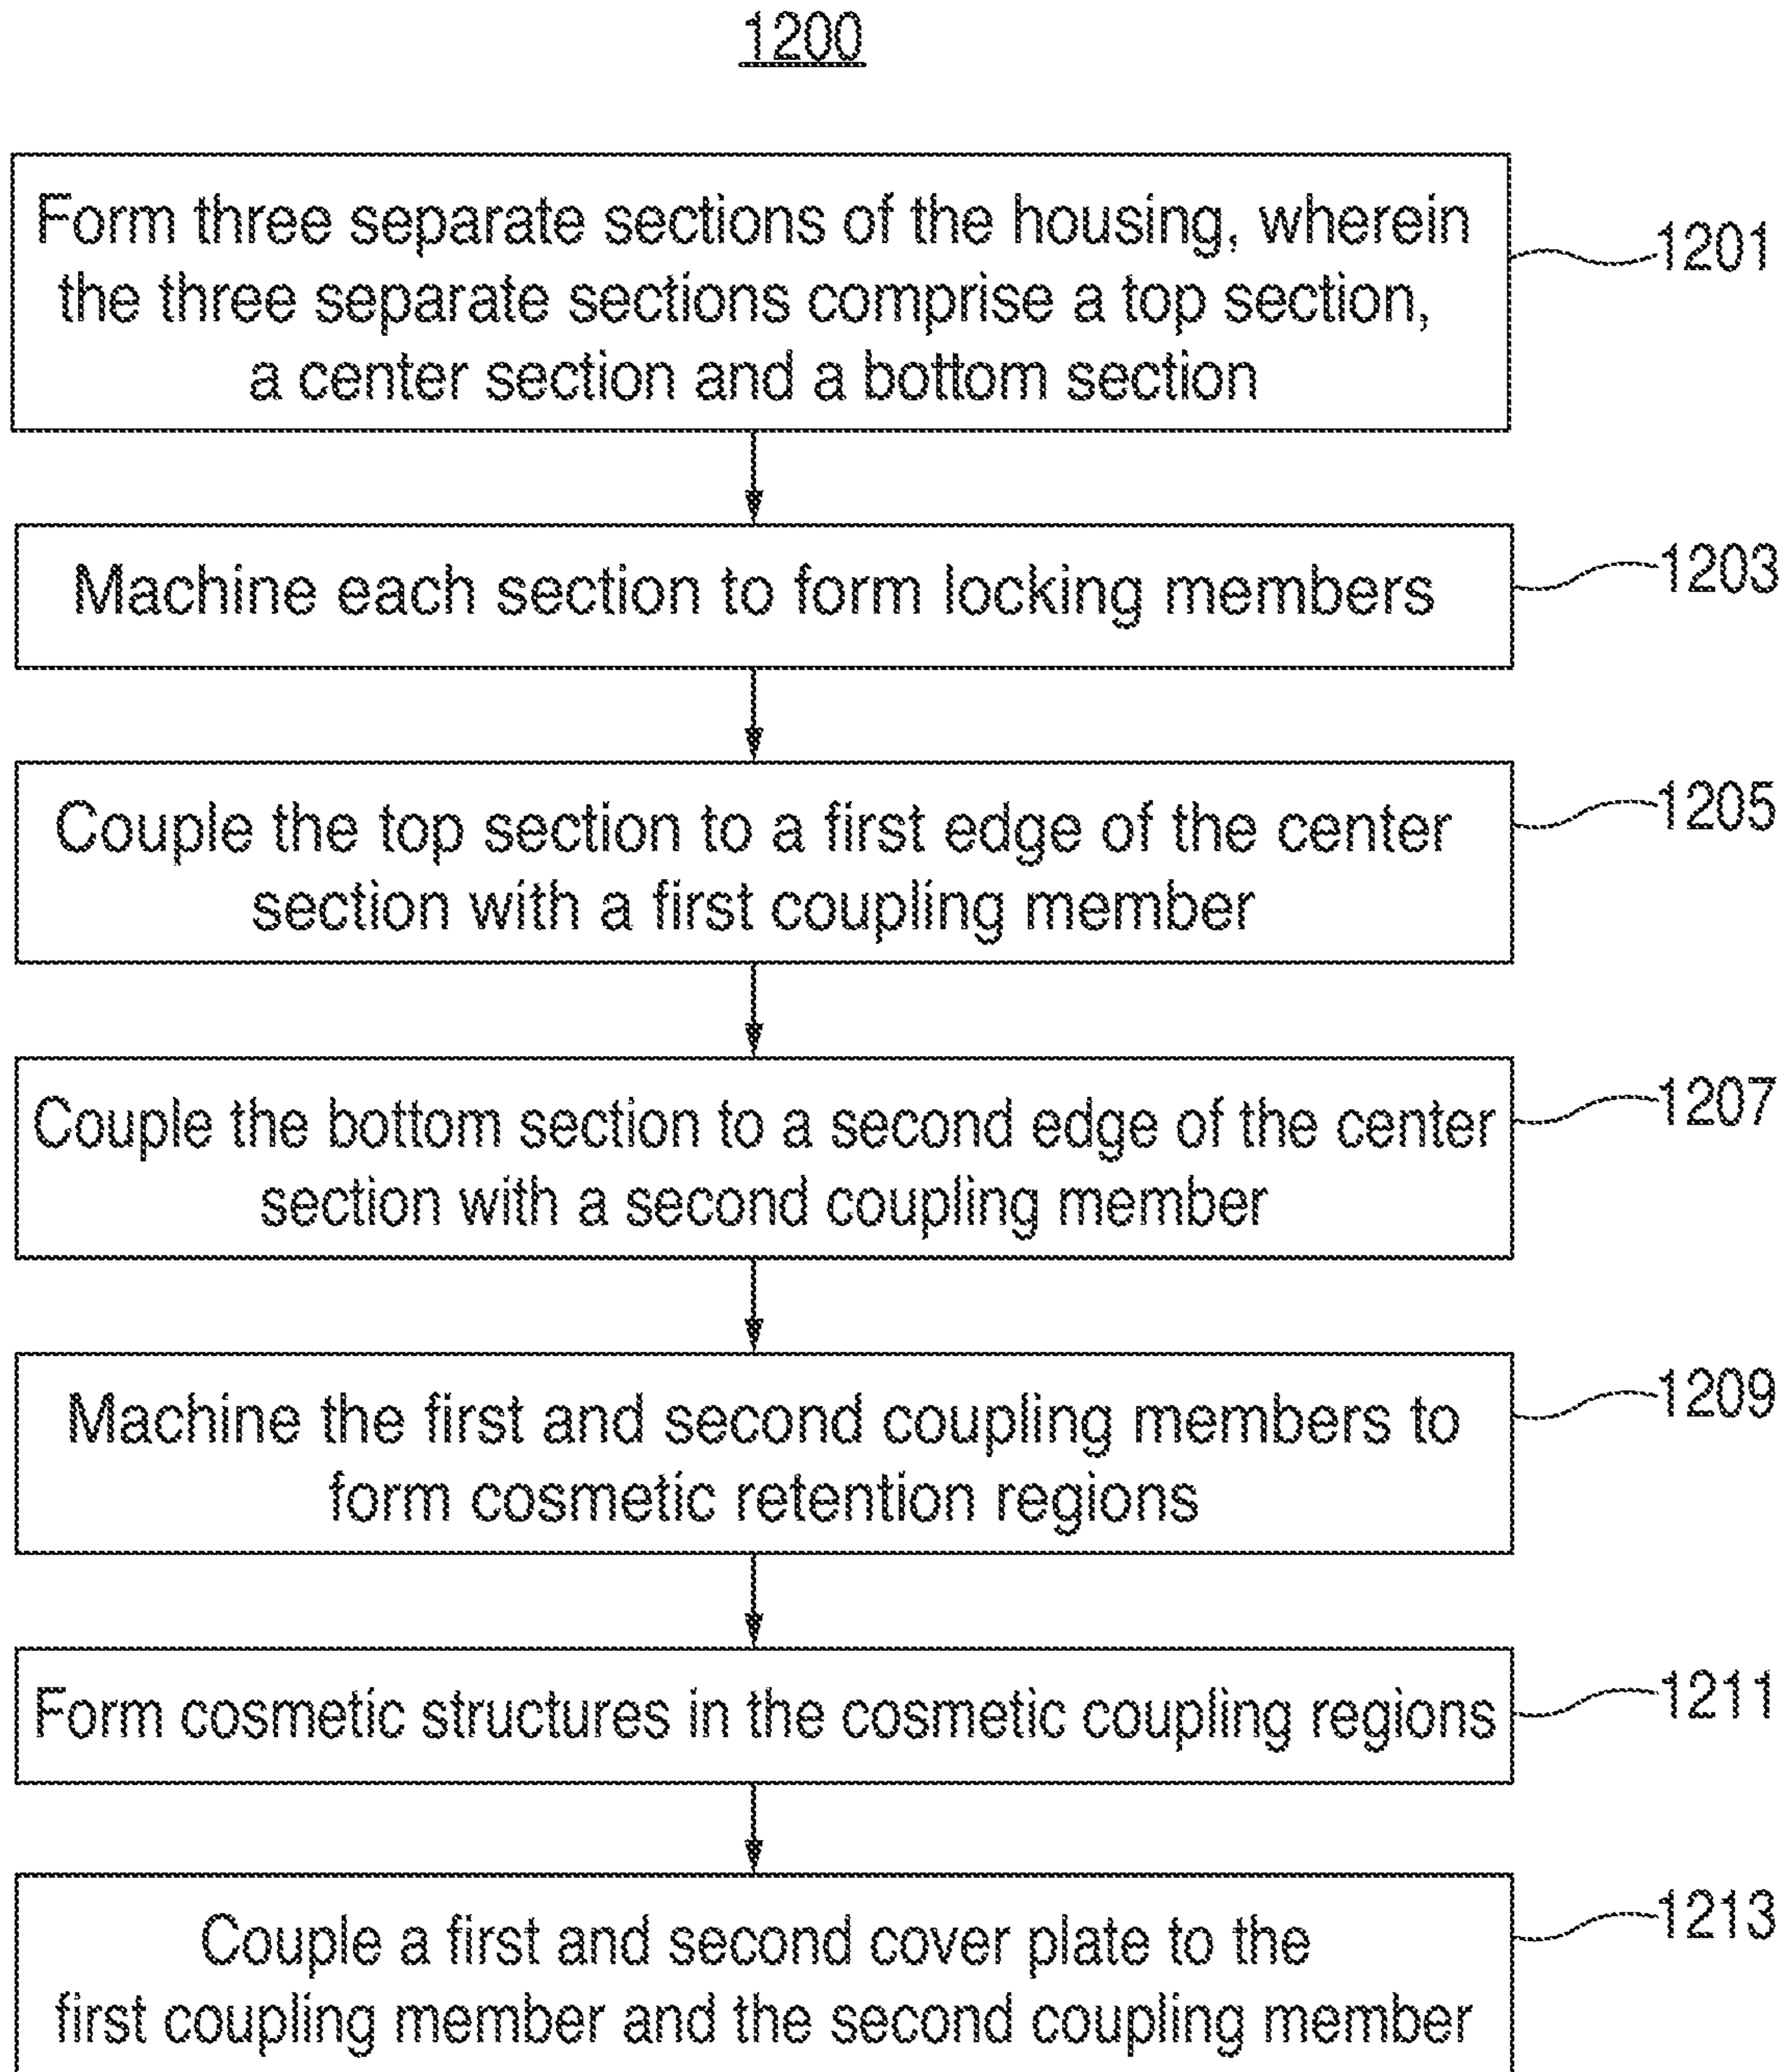 1200
Form three separate sections of the housing, wherein
the three separate sections comprise a top section,
a center section and a bottom section
1201
Machine each section to form locking members
1203
Couple the top section to a first edge of the center
section with a first coupling member
1205
Couple the bottom section to a second edge of the center
section with a second coupling member
1207
Machine the first and second coupling members to
form cosmetic retention regions
1209
Form cosmetic structures in the cosmetic coupling regions
1211
Couple a first and second cover plate to the
first coupling member and the second coupling member
1213